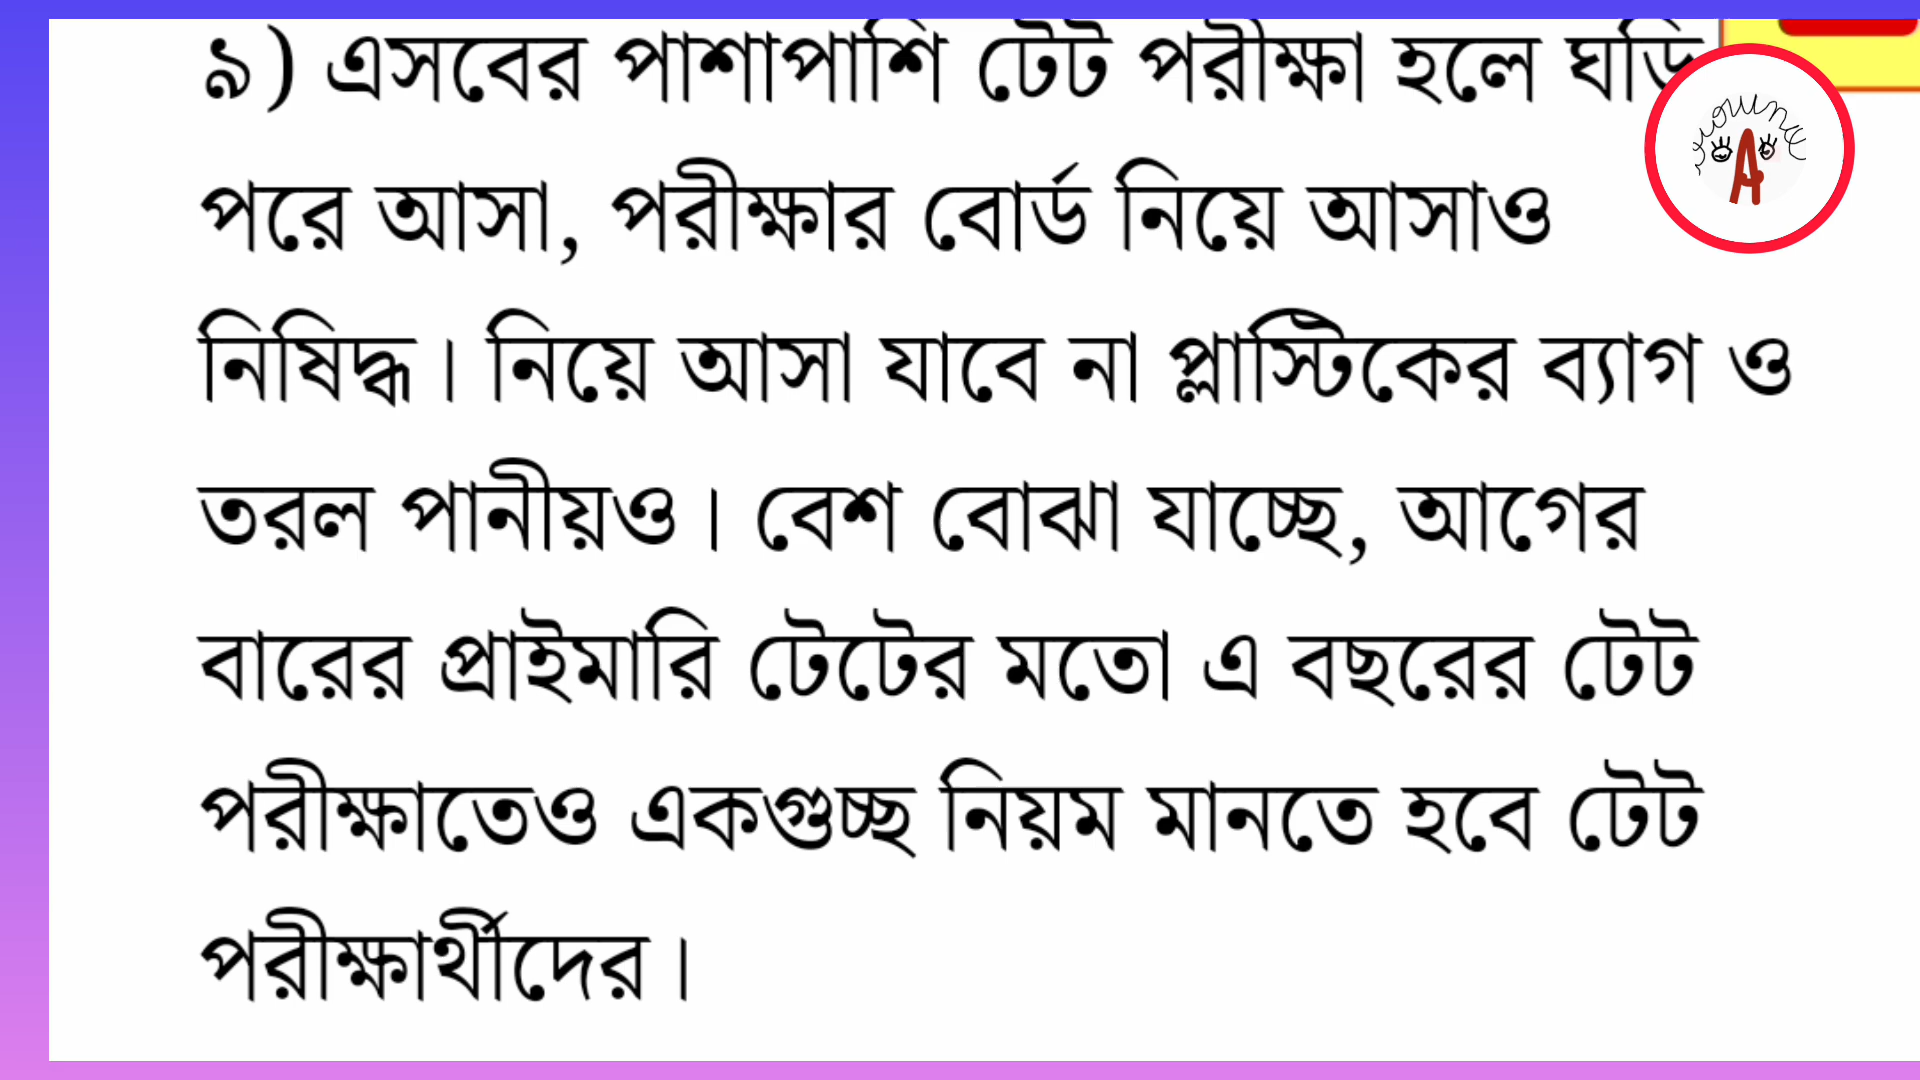 ৯) এসবের পাশাপাশি টেট পরীক্ষা হলে ঘড়ি
পরে আসা, পরীক্ষার বোর্ড নিয়ে আসাও
নিষিদ্ধ। নিয়ে আসা যাবে না প্লাস্টিকের ব্যাগ ও
তরল পানীয়ও। বেশ বোঝা যাচ্ছে, আগের
বারের প্রাইমারি টেটের মতো এ বছরের টেট
পরীক্ষাতেও একগুচ্ছ নিয়ম মানতে হবে টেট
পরীক্ষার্থীদের।
A